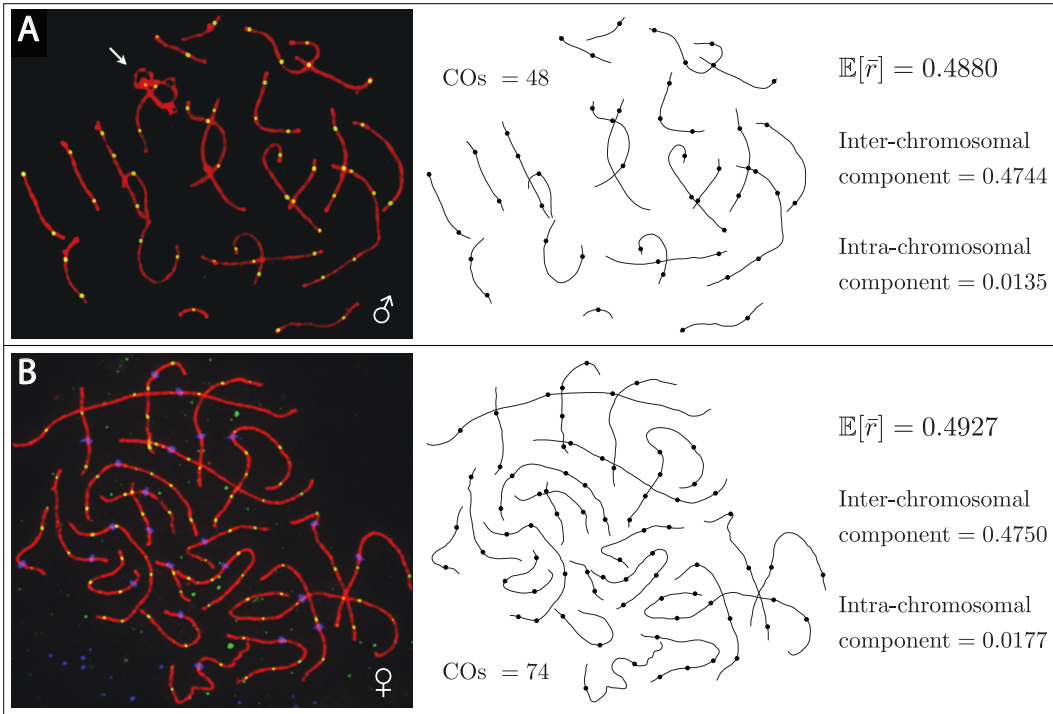 A
COs = 48
𝔼[r̄] = 0.4880
Inter-chromosomal
component = 0.4744
Intra-chromosomal
component = 0.0135
♂
B
𝔼[r̄] = 0.4927
Inter-chromosomal
component = 0.4750
Intra-chromosomal
component = 0.0177
COs = 74
♀